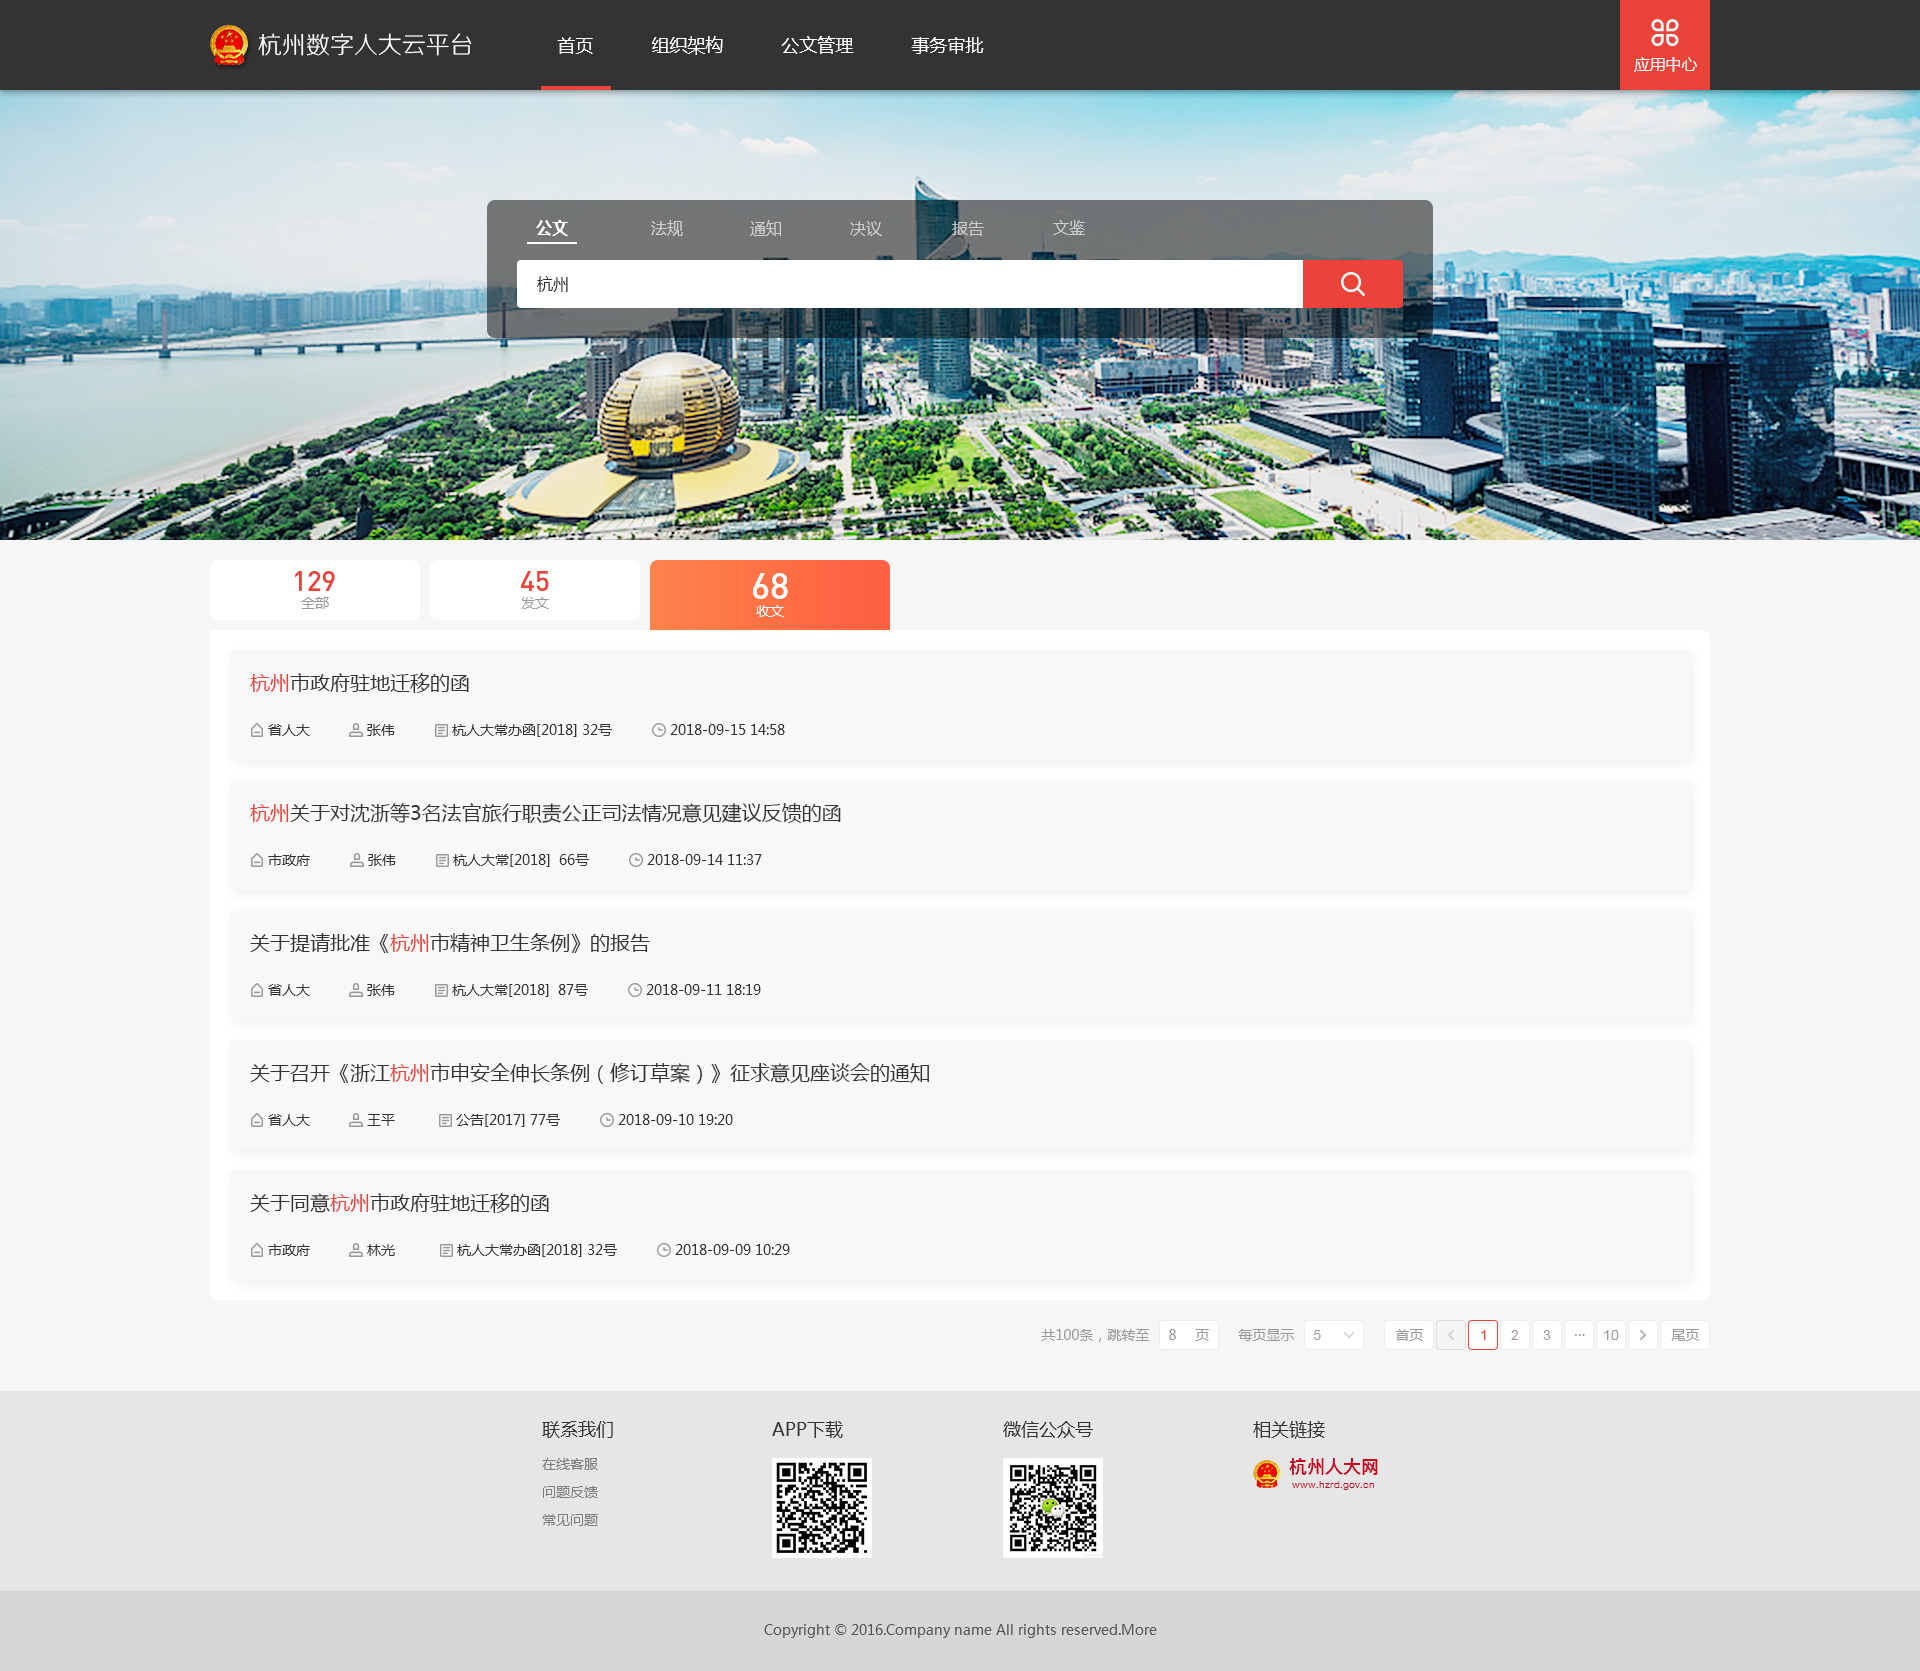 杭州数字人大云平台 首页 组织架构 公文管理 事务审批 应用中心
公文 法规 通知 决议 报告 文鉴
杭州
129 45 68
全部 发文 收文
杭州市政府驻地迁移的函
省人大 张伟 杭人大常办函[2018] 32号 2018-09-15 14:58
杭州关于对沈浙等3名法官旅行职责公正司法情况意见建议反馈的函
市政府 张伟 杭人大常[2018] 66号 2018-09-14 11:37
关于提请批准《杭州市精神卫生条例》的报告
省人大 张伟 杭人大常[2018] 87号 2018-09-11 18:19
关于召开《浙江杭州市申安全伸长条例（修订草案）》征求意见座谈会的通知
省人大 王平 公告[2017] 77号 2018-09-10 19:20
关于同意杭州市政府驻地迁移的函
市政府 林光 杭人大常办函[2018] 32号 2018-09-09 10:29
共100条，跳转至 8 页 每页显示 5 首页 1 2 3 ··· 10 尾页
联系我们 APP下载 微信公众号 相关链接
在线客服
问题反馈
常见问题
杭州人大网
www.hzrd.gov.cn
Copyright © 2016.Company name All rights reserved.More